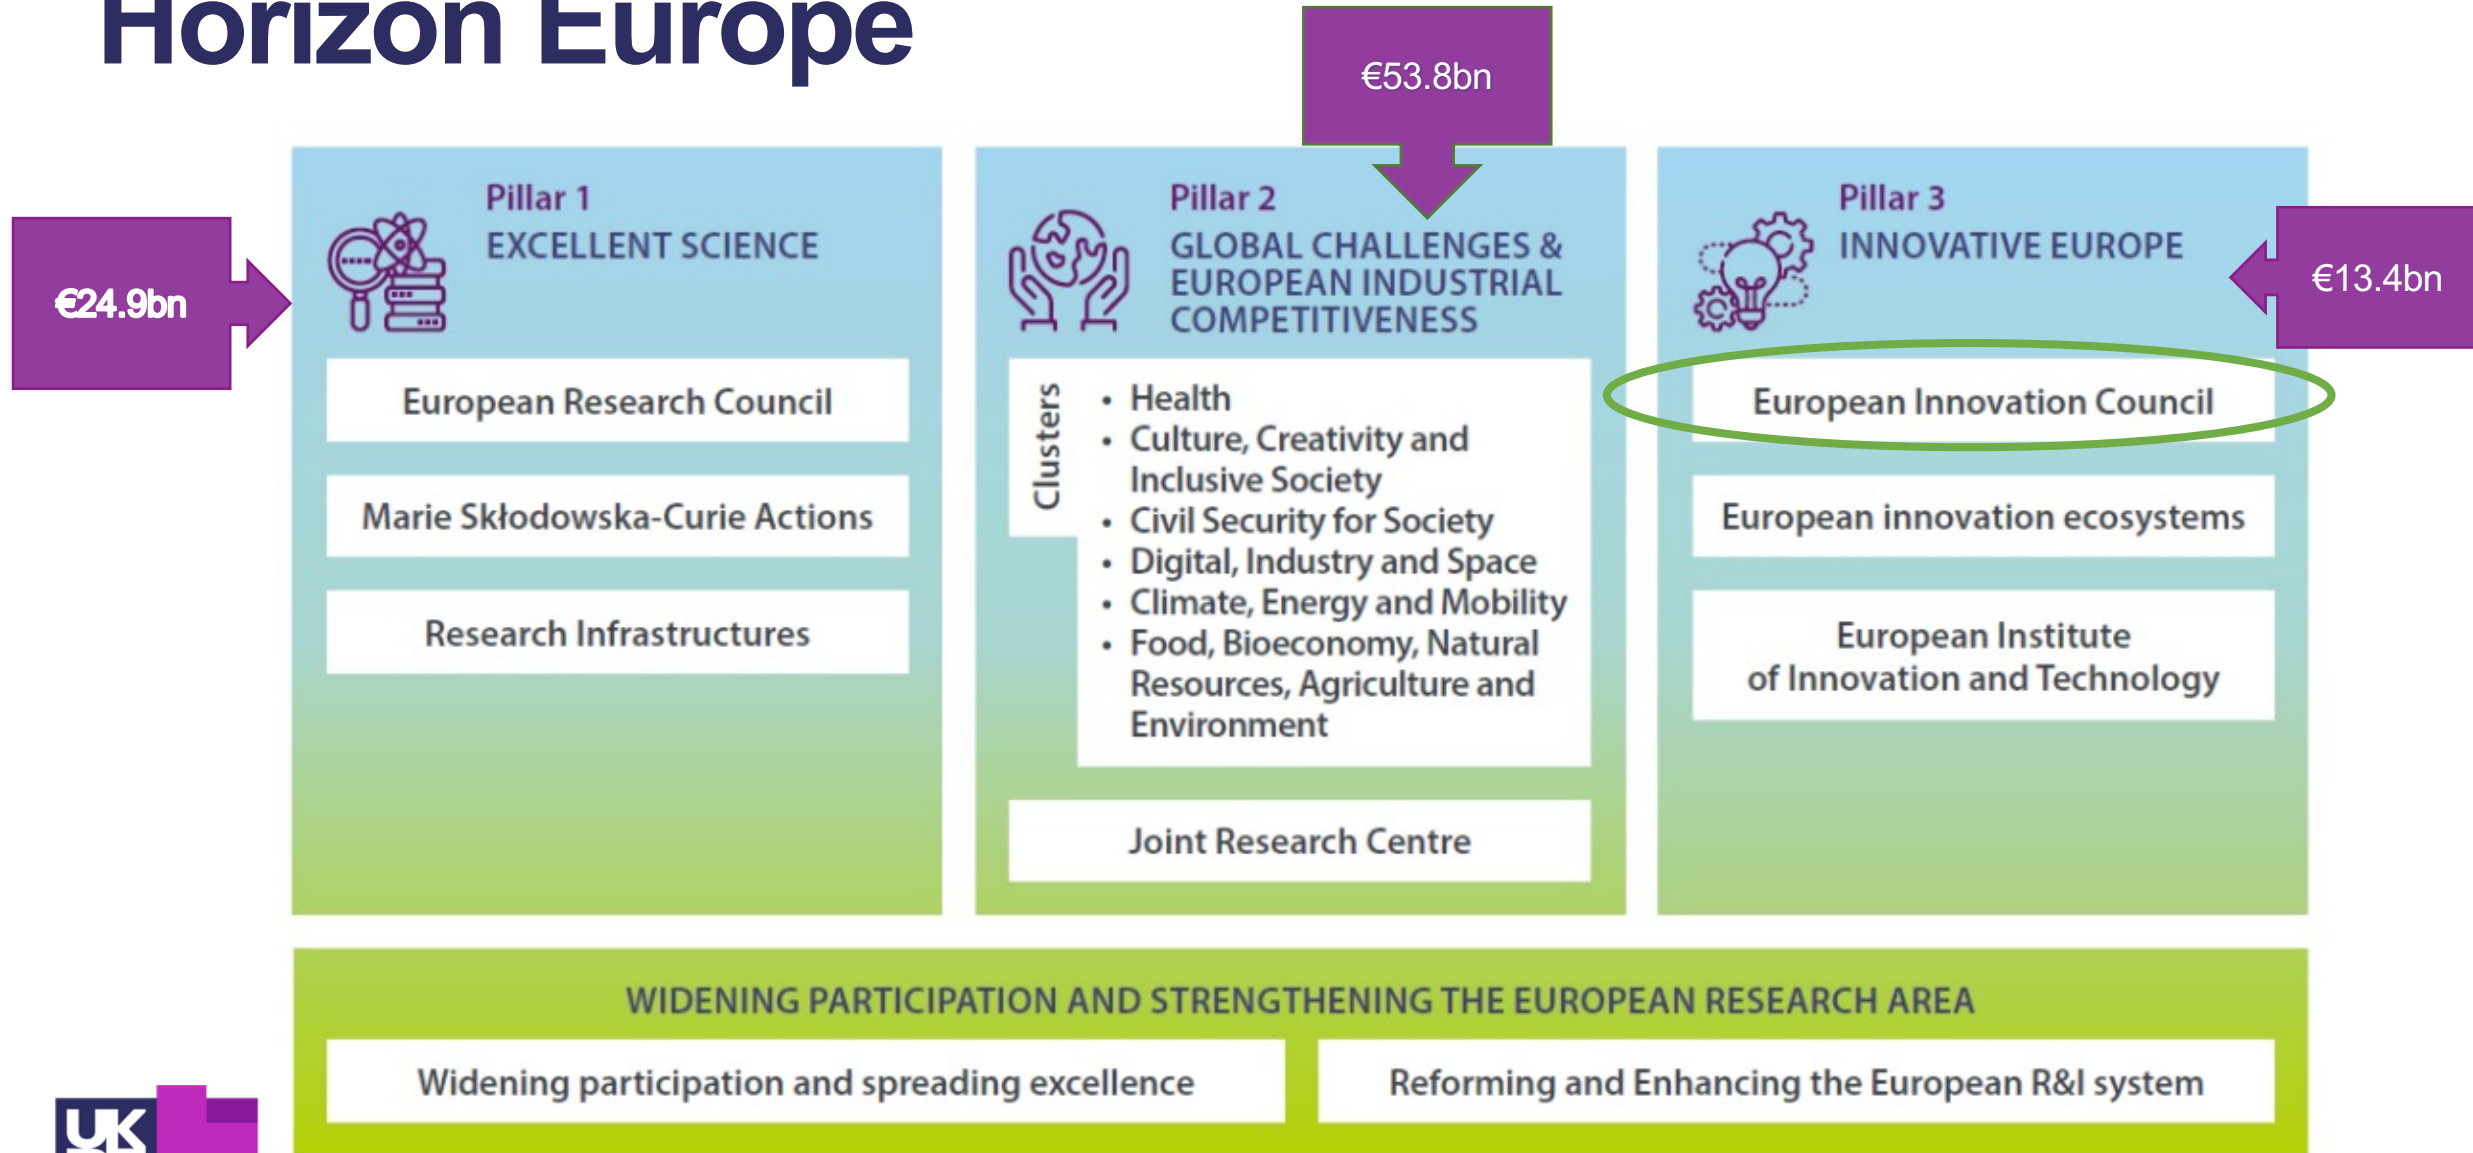 Horizon Europe
€53.8bn
€24.9bn
€13.4bn
Pillar 1
EXCELLENT SCIENCE
European Research Council
Marie Skłodowska-Curie Actions
Research Infrastructures
Pillar 2
GLOBAL CHALLENGES &
EUROPEAN INDUSTRIAL
COMPETITIVENESS
Clusters
• Health
• Culture, Creativity and
Inclusive Society
• Civil Security for Society
• Digital, Industry and Space
• Climate, Energy and Mobility
• Food, Bioeconomy, Natural
Resources, Agriculture and
Environment
Joint Research Centre
Pillar 3
INNOVATIVE EUROPE
European Innovation Council
European innovation ecosystems
European Institute
of Innovation and Technology
WIDENING PARTICIPATION AND STRENGTHENING THE EUROPEAN RESEARCH AREA
Widening participation and spreading excellence
Reforming and Enhancing the European R&I system
UK